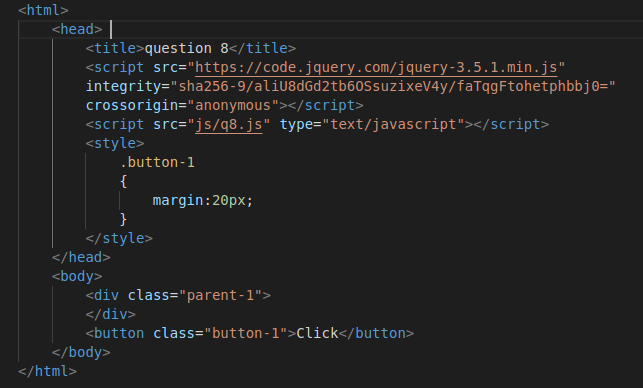 <html>
<head>
<title>question 8</title>
<script src="https://code.jquery.com/jquery-3.5.1.min.js"
integrity="sha256-9/aliU8dGd2tb6OSsuzixeV4y/faTqgFtohetphbbj0="
crossorigin="anonymous"></script>
<script src="js/q8.js" type="text/javascript"></script>
<style>
.button-1
{
margin:20px;
}
</style>
</head>
<body>
<div class="parent-1">
</div>
<button class="button-1">Click</button>
</body>
</html>